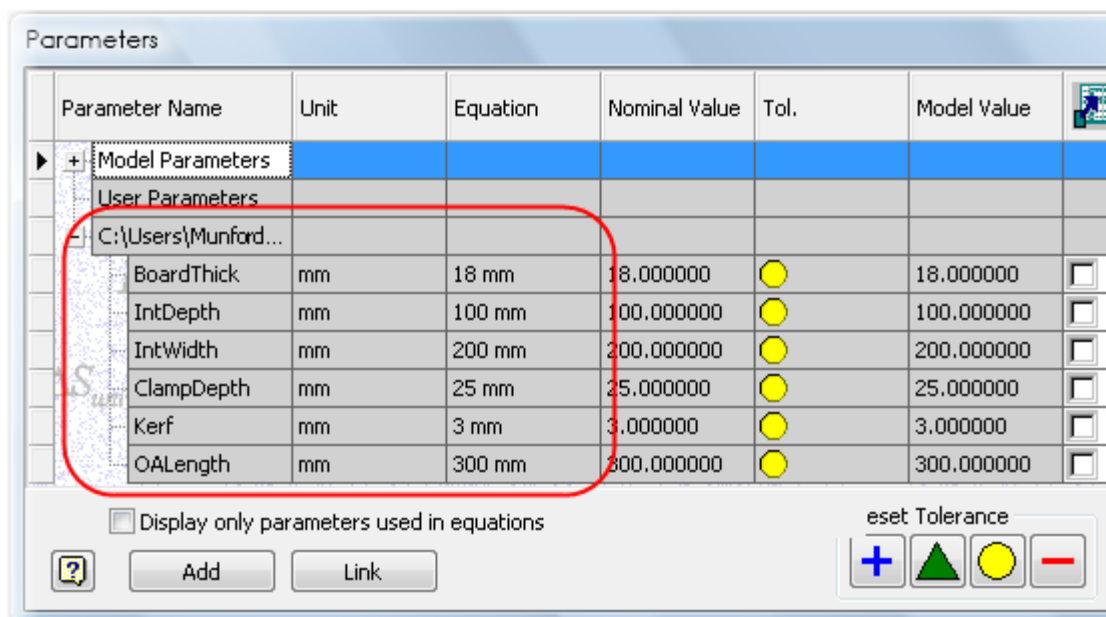 Parameters
Parameter Name Unit Equation Nominal Value Tol. Model Value
Model Parameters
User Parameters
C:\Users\Munford...
BoardThick mm 18 mm 18.000000 18.000000
IntDepth mm 100 mm 100.000000 100.000000
IntWidth mm 200 mm 200.000000 200.000000
ClampDepth mm 25 mm 25.000000 25.000000
Kerf mm 3 mm 3.000000 3.000000
OALength mm 300 mm 300.000000 300.000000
Display only parameters used in equations
eset Tolerance
Add Link